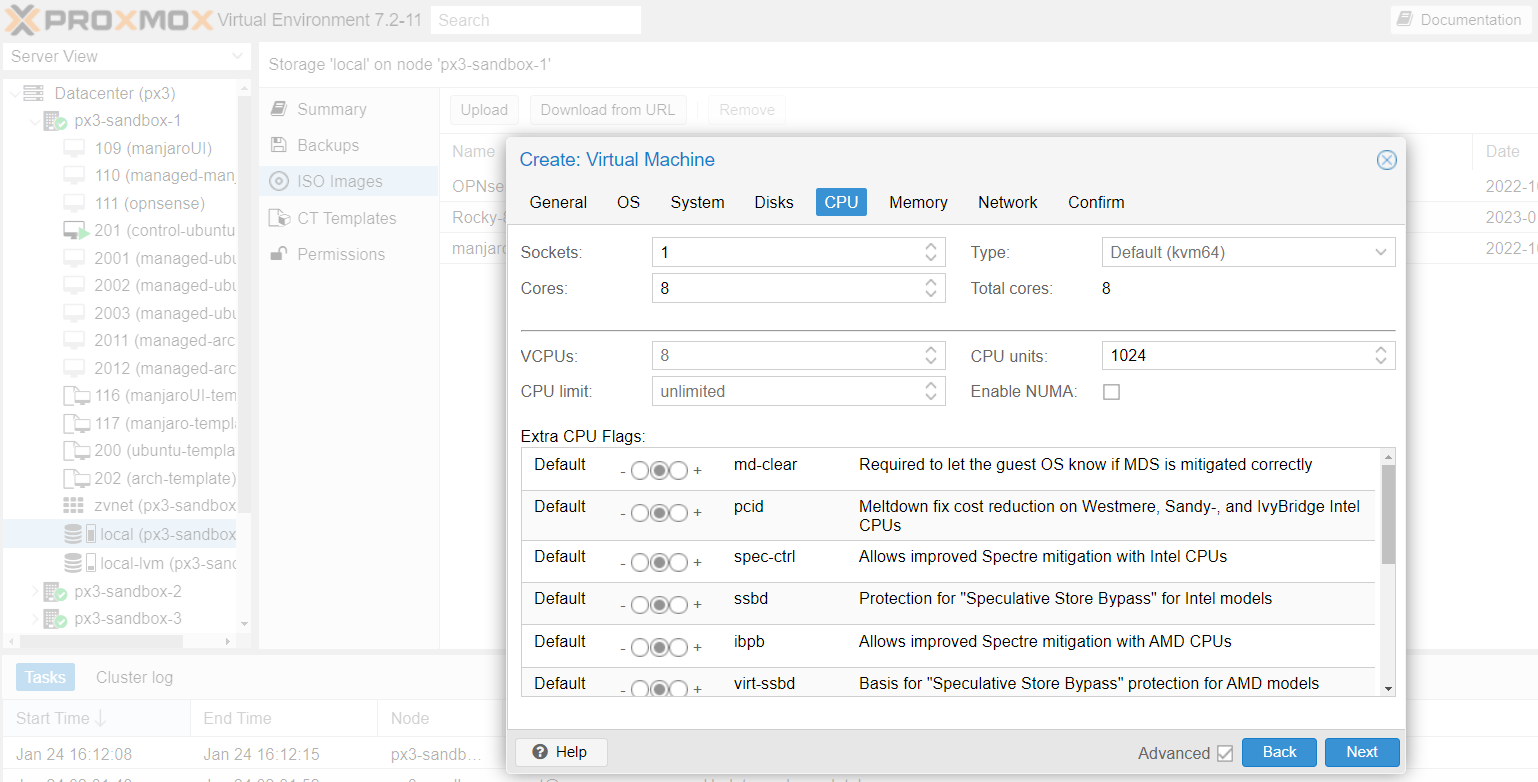 PROXMOX Virtual Environment 7.2-11 Search Documentation
Server View
Storage 'local' on node 'px3-sandbox-1'
Datacenter (px3)
px3-sandbox-1
109 (manjaroUI)
110 (managed-manj
111 (opnsense)
201 (control-ubuntu
2001 (managed-ubu
2002 (managed-ubu
2003 (managed-ubu
2011 (managed-arc
2012 (managed-arc
116 (manjaroUI-tem
117 (manjaro-templ
200 (ubuntu-templa
202 (arch-template)
zvnet (px3-sandbox
local (px3-sandbox
local-lvm (px3-sand
px3-sandbox-2
px3-sandbox-3
Summary
Backups
ISO Images
CT Templates
Permissions
Upload Download from URL Remove
Name Date
OPNse 2022-10
Rocky-8 2023-0
manjaro 2022-10
Create: Virtual Machine
General OS System Disks CPU Memory Network Confirm
Sockets: 1 Type: Default (kvm64)
Cores: 8 Total cores: 8
VCPUs: 8 CPU units: 1024
CPU limit: unlimited Enable NUMA:
Extra CPU Flags:
Default - + md-clear Required to let the guest OS know if MDS is mitigated correctly
Default - + pcid Meltdown fix cost reduction on Westmere, Sandy-, and IvyBridge Intel
CPUs
Default - + spec-ctrl Allows improved Spectre mitigation with Intel CPUs
Default - + ssbd Protection for "Speculative Store Bypass" for Intel models
Default - + ibpb Allows improved Spectre mitigation with AMD CPUs
Default - + virt-ssbd Basis for "Speculative Store Bypass" protection for AMD models
Help Advanced Back Next
Tasks Cluster log
Start Time End Time Node
Jan 24 16:12:08 Jan 24 16:12:15 px3-sandb…